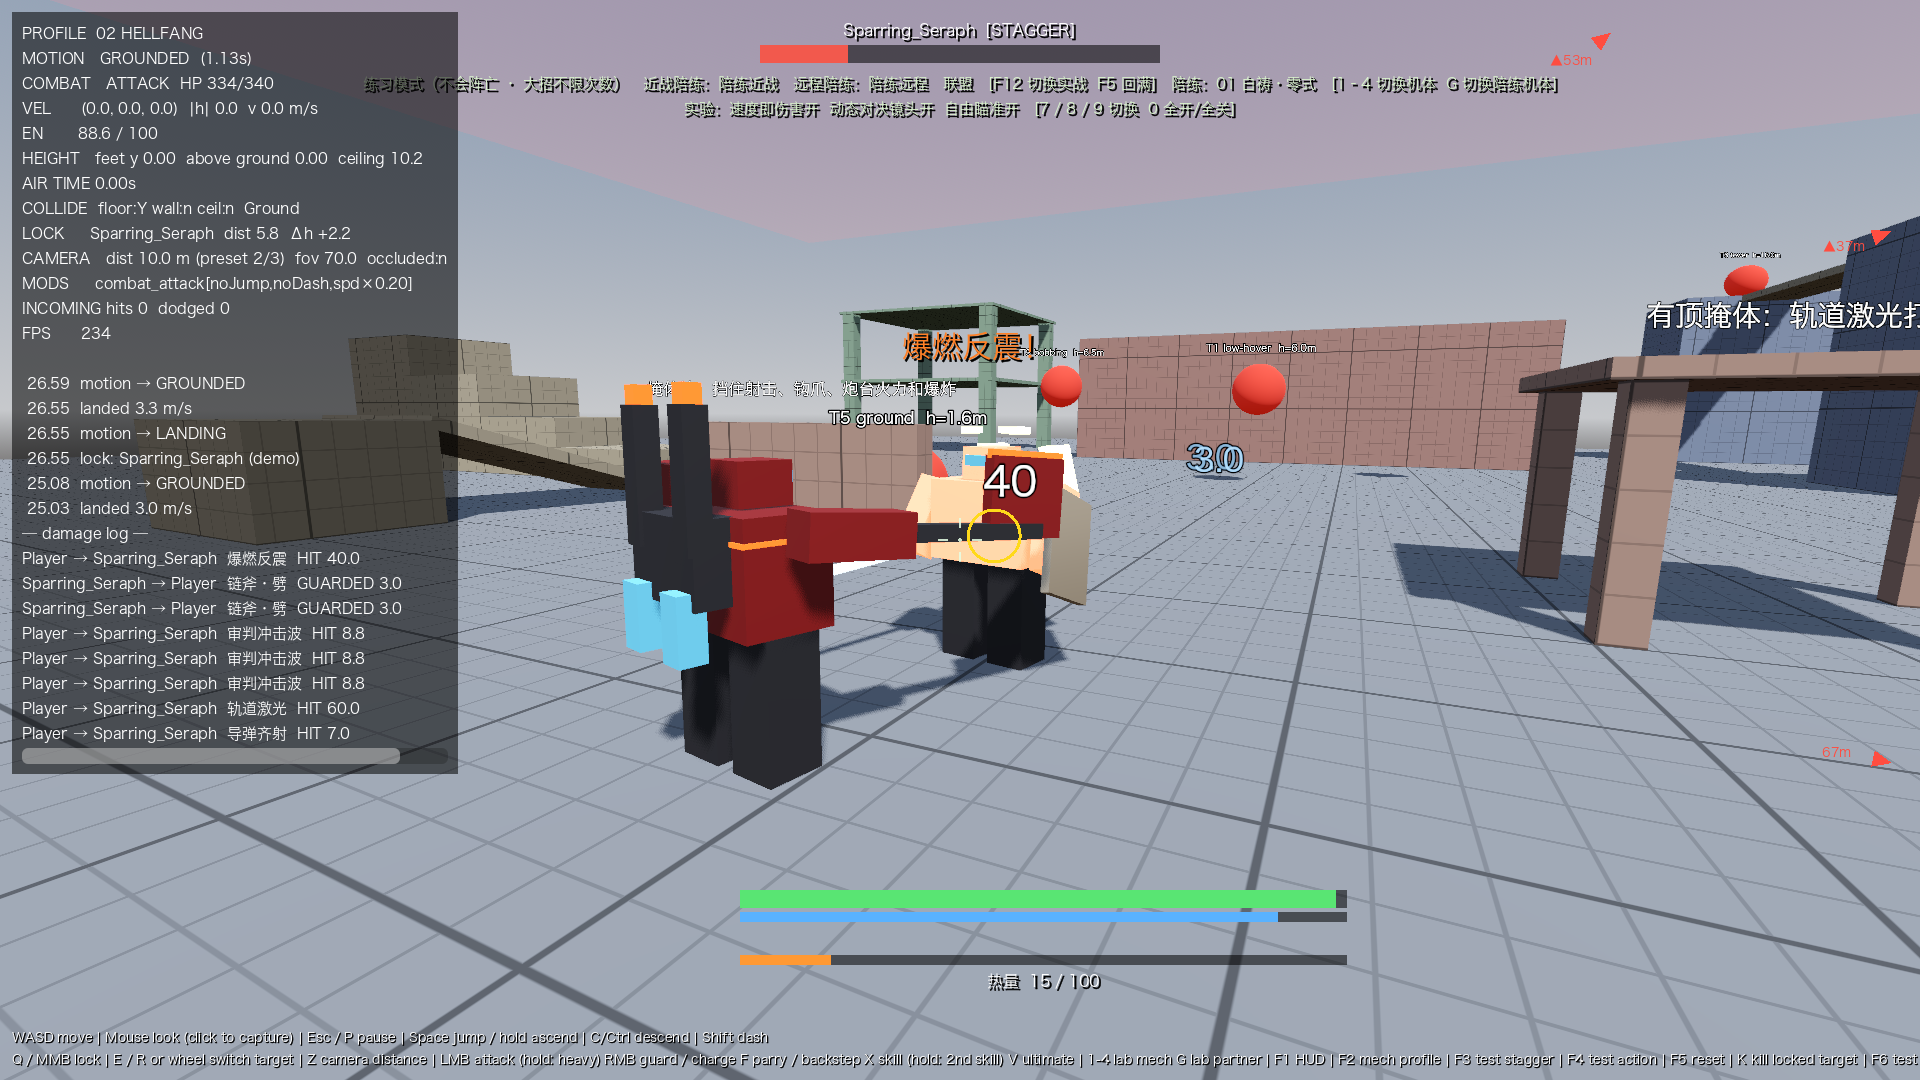 PROFILE 02 HELLFANG
MOTION GROUNDED (1.13s)
COMBAT ATTACK HP 334/340
VEL (0.0, 0.0, 0.0) |h| 0.0 v 0.0 m/s
EN 88.6 / 100
HEIGHT feet y 0.00 above ground 0.00 ceiling 10.2
AIR TIME 0.00s
COLLIDE floor:Y wall:n ceil:n Ground
LOCK Sparring_Seraph dist 5.8 Δh +2.2
CAMERA dist 10.0 m (preset 2/3) fov 70.0 occluded:n
MODS combat_attack[noJump,noDash,spd×0.20]
INCOMING hits 0 dodged 0
FPS 234
26.59 motion → GROUNDED
26.55 landed 3.3 m/s
26.55 motion → LANDING
26.55 lock: Sparring_Seraph (demo)
25.08 motion → GROUNDED
25.03 landed 3.0 m/s
— damage log —
Player → Sparring_Seraph 爆燃反震 HIT 40.0
Sparring_Seraph → Player 链斧·劈 GUARDED 3.0
Sparring_Seraph → Player 链斧·劈 GUARDED 3.0
Player → Sparring_Seraph 审判冲击波 HIT 8.8
Player → Sparring_Seraph 审判冲击波 HIT 8.8
Player → Sparring_Seraph 审判冲击波 HIT 8.8
Player → Sparring_Seraph 轨道激光 HIT 60.0
Player → Sparring_Seraph 导弹齐射 HIT 7.0
Sparring_Seraph [STAGGER]
练习模式（不会阵亡 · 大招不限次数） 近战陪练：陪练近战 远程陪练：陪练远程 联盟 [F12 切换实战 F5 回满] 陪练：01 白祷·零式 [1 - 4 切换机体 G 切换陪练机体]
实验：速度即伤害开 动态对决镜头开 自由瞄准开 [7 / 8 / 9 切换 0 全开/全关]
▲53m
▲37m
有顶掩体：轨道激光打
爆燃反震！
h=6.5m
T1 low-hover h=6.0m
挡住射击、钩爪、炮台火力和爆炸
T5 ground h=1.6m
3.0
40
67m
热量 15 / 100
WASD move | Mouse look (click to capture) | Esc / P pause | Space jump / hold ascend | C/Ctrl descend | Shift dash
Q / MMB lock | E / R or wheel switch target | Z camera distance | LMB attack (hold: heavy) RMB guard / charge F parry / backstep X skill (hold: 2nd skill) V ultimate | 1-4 lab mech G lab partner | F1 HUD | F2 mech profile | F3 test stagger | F4 test action | F5 reset | K kill locked target | F6 test